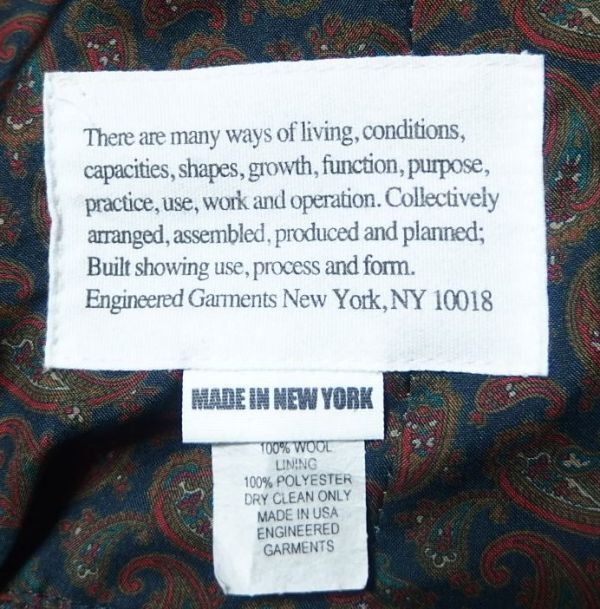 There are many ways of living, conditions,
capacities, shapes, growth, function, purpose,
practice, use, work and operation. Collectively
arranged, assembled, produced and planned;
Built showing use, process and form.
Engineered Garments New York, NY 10018
MADE IN NEW YORK
100% WOOL
LINING
100% POLYESTER
DRY CLEAN ONLY
MADE IN USA
ENGINEERED
GARMENTS